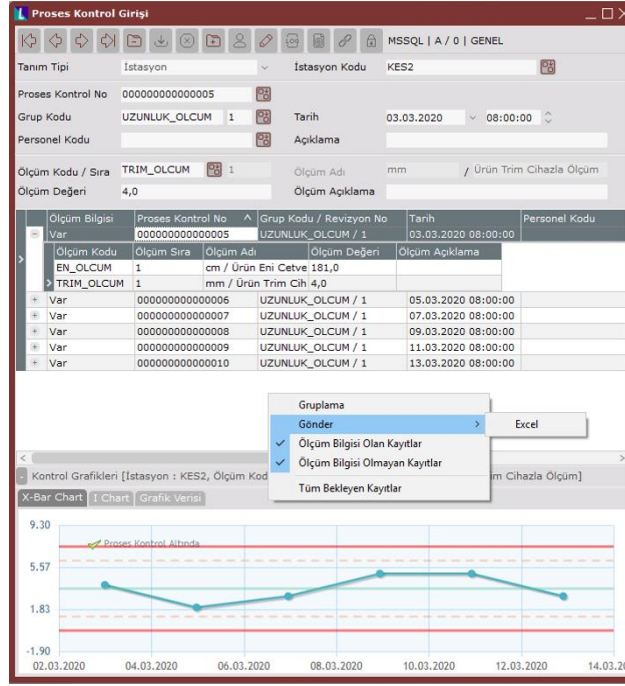 Proses Kontrol Girişi
LOG MSSQL | A / 0 | GENEL
Tanım Tipi İstasyon İstasyon Kodu KES2
Proses Kontrol No 000000000000005
Grup Kodu UZUNLUK_OLCUM 1 Tarih 03.03.2020 08:00:00
Personel Kodu Açıklama
Ölçüm Kodu / Sıra TRIM_OLCUM 1 Ölçüm Adı mm / Ürün Trim Cihazla Ölçüm
Ölçüm Değeri 4,0 Ölçüm Açıklama
Ölçüm Bilgisi Proses Kontrol No Grup Kodu / Revizyon No Tarih Personel Kodu
Var 000000000000005 UZUNLUK_OLCUM / 1 03.03.2020 08:00:00
Ölçüm Kodu Ölçüm Sıra Ölçüm Adı Ölçüm Değeri Ölçüm Açıklama
EN_OLCUM 1 cm / Ürün Eni Cetve 181,0
TRIM_OLCUM 1 mm / Ürün Trim Cih 4,0
Var 000000000000006 UZUNLUK_OLCUM / 1 05.03.2020 08:00:00
Var 000000000000007 UZUNLUK_OLCUM / 1 07.03.2020 08:00:00
Var 000000000000008 UZUNLUK_OLCUM / 1 09.03.2020 08:00:00
Var 000000000000009 UZUNLUK_OLCUM / 1 11.03.2020 08:00:00
Var 000000000000010 UZUNLUK_OLCUM / 1 13.03.2020 08:00:00
Gruplama
Gönder Excel
Ölçüm Bilgisi Olan Kayıtlar
Ölçüm Bilgisi Olmayan Kayıtlar
Tüm Bekleyen Kayıtlar
Kontrol Grafikleri [İstasyon : KES2, Ölçüm Kod m Cihazla Ölçüm]
X-Bar Chart I Chart Grafik Verisi
9.30
Proses Kontrol Altında
5.57
1.83
-1.90
02.03.2020 04.03.2020 06.03.2020 08.03.2020 10.03.2020 12.03.2020 14.03.20